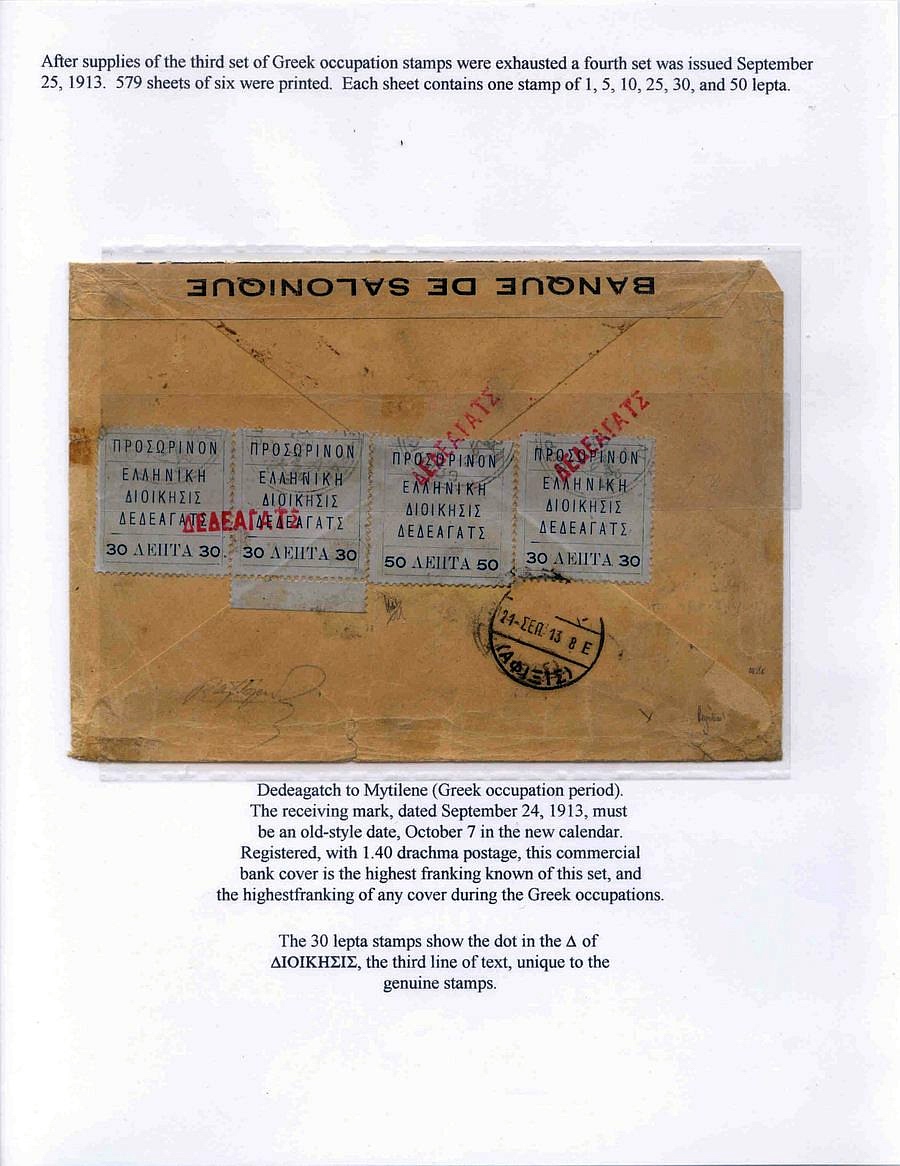 After supplies of the third set of Greek occupation stamps were exhausted a fourth set was issued September
25, 1913. 579 sheets of six were printed. Each sheet contains one stamp of 1, 5, 10, 25, 30, and 50 lepta.
BANQUE DE SALONIQUE
ΠΡΟΣΩΡΙΝΟΝ
ΕΛΛΗΝΙΚΗ
ΔΙΟΙΚΗΣΙΣ
ΔΕΔΕΑΓΑΤΣ
30 ΛΕΠΤΑ 30
ΠΡΟΣΩΡΙΝΟΝ
ΕΛΛΗΝΙΚΗ
ΔΙΟΙΚΗΣΙΣ
ΔΕΔΕΑΓΑΤΣ
30 ΛΕΠΤΑ 30
ΔΕΔΕΑΓΑΤΣ
ΠΡΟΣΩΡΙΝΟΝ
ΕΛΛΗΝΙΚΗ
ΔΙΟΙΚΗΣΙΣ
ΔΕΔΕΑΓΑΤΣ
50 ΛΕΠΤΑ 50
ΔΕΔΕΑΓΑΤΣ
ΠΡΟΣΩΡΙΝΟΝ
ΕΛΛΗΝΙΚΗ
ΔΙΟΙΚΗΣΙΣ
ΔΕΔΕΑΓΑΤΣ
30 ΛΕΠΤΑ 30
ΔΕΔΕΑΓΑΤΣ
24-ΣΕΠ 13 8 Ε
(ΑΦΙΞΙΣ)
Dedeagatch to Mytilene (Greek occupation period).
The receiving mark, dated September 24, 1913, must
be an old-style date, October 7 in the new calendar.
Registered, with 1.40 drachma postage, this commercial
bank cover is the highest franking known of this set, and
the highestfranking of any cover during the Greek occupations.
The 30 lepta stamps show the dot in the Δ of
ΔΙΟΙΚΗΣΙΣ, the third line of text, unique to the
genuine stamps.